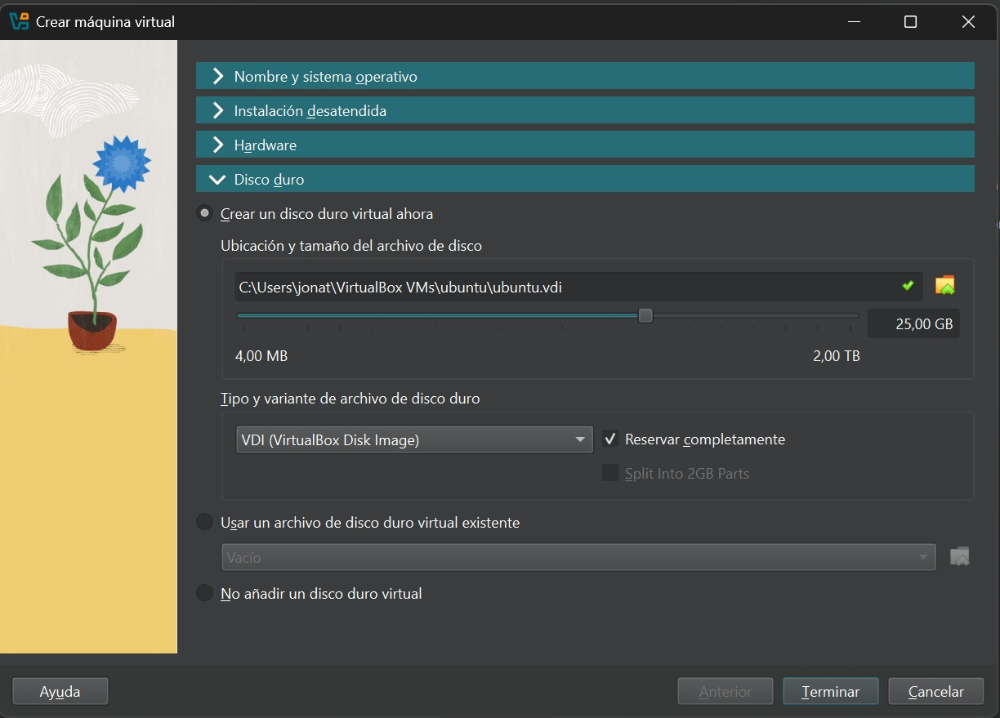 Crear máquina virtual
Nombre y sistema operativo
Instalación desatendida
Hardware
Disco duro
Crear un disco duro virtual ahora
Ubicación y tamaño del archivo de disco
C:\Users\jonat\VirtualBox VMs\ubuntu\ubuntu.vdi
25,00 GB
4,00 MB 2,00 TB
Tipo y variante de archivo de disco duro
VDI (VirtualBox Disk Image) Reservar completamente
Split Into 2GB Parts
Usar un archivo de disco duro virtual existente
Vacío
No añadir un disco duro virtual
Ayuda Anterior Terminar Cancelar